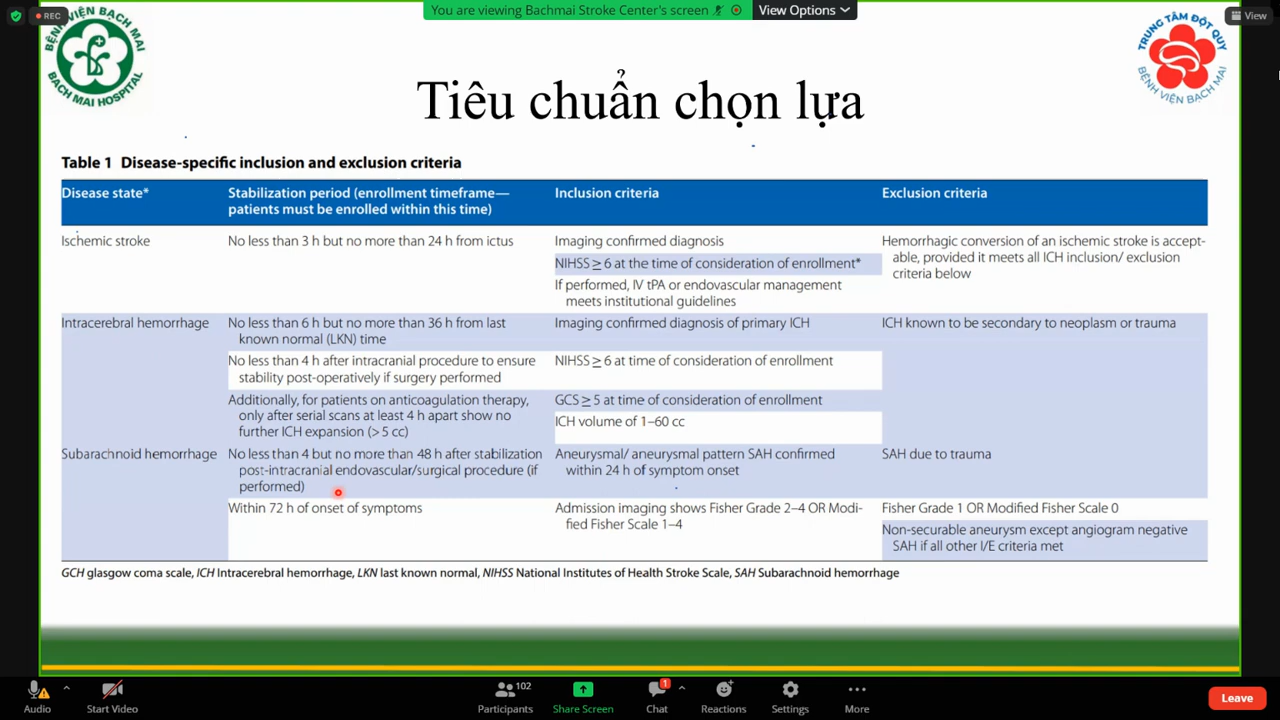 REC
You are viewing Bachmai Stroke Center's screen
View Options
View
BỆNH VIỆN BẠCH MAI
BACH MAI HOSPITAL
TRUNG TÂM ĐỘT QUỴ
BỆNH VIỆN BẠCH MAI
Tiêu chuẩn chọn lựa
Table 1 Disease-specific inclusion and exclusion criteria
Disease state*
Stabilization period (enrollment timeframe—
patients must be enrolled within this time)
Inclusion criteria
Exclusion criteria
Ischemic stroke
No less than 3 h but no more than 24 h from ictus
Imaging confirmed diagnosis
NIHSS ≥ 6 at the time of consideration of enrollment*
If performed, IV tPA or endovascular management
meets institutional guidelines
Hemorrhagic conversion of an ischemic stroke is accept-
able, provided it meets all ICH inclusion/ exclusion
criteria below
Intracerebral hemorrhage
No less than 6 h but no more than 36 h from last
known normal (LKN) time
Imaging confirmed diagnosis of primary ICH
ICH known to be secondary to neoplasm or trauma
No less than 4 h after intracranial procedure to ensure
stability post-operatively if surgery performed
NIHSS ≥ 6 at time of consideration of enrollment
Additionally, for patients on anticoagulation therapy,
only after serial scans at least 4 h apart show no
further ICH expansion (> 5 cc)
GCS ≥ 5 at time of consideration of enrollment
ICH volume of 1–60 cc
Subarachnoid hemorrhage
No less than 4 but no more than 48 h after stabilization
post-intracranial endovascular/surgical procedure (if
performed)
Aneurysmal/ aneurysmal pattern SAH confirmed
within 24 h of symptom onset
SAH due to trauma
Within 72 h of onset of symptoms
Admission imaging shows Fisher Grade 2–4 OR Modi-
fied Fisher Scale 1–4
Fisher Grade 1 OR Modified Fisher Scale 0
Non-securable aneurysm except angiogram negative
SAH if all other I/E criteria met
GCH glasgow coma scale, ICH Intracerebral hemorrhage, LKN last known normal, NIHSS National Institutes of Health Stroke Scale, SAH Subarachnoid hemorrhage
Audio
Start Video
102
Participants
Share Screen
1
Chat
Reactions
Settings
More
Leave